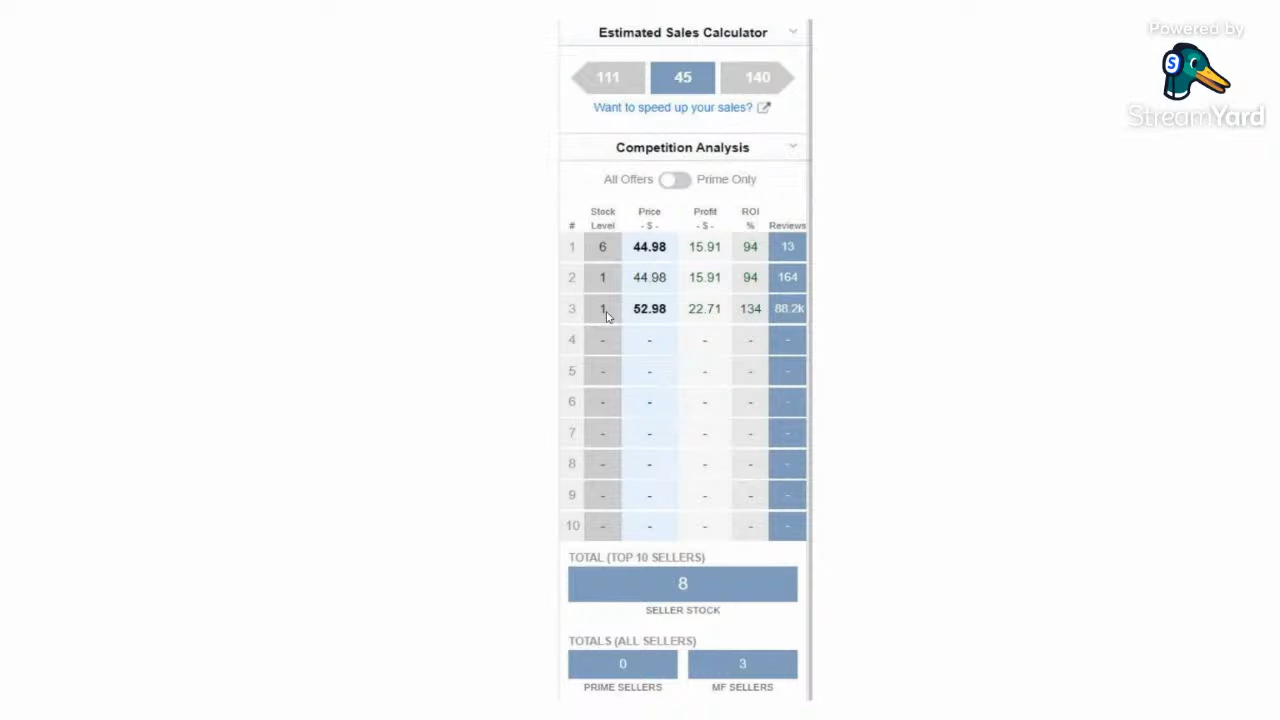 Powered by
StreamYard
Estimated Sales Calculator
111 45 140
Want to speed up your sales?
Competition Analysis
All Offers Prime Only
# Stock Level Price - $ - Profit - $ - ROI % Reviews
1 6 44.98 15.91 94 13
2 1 44.98 15.91 94 164
3 1 52.98 22.71 134 88.2k
4 - - - - -
5 - - - - -
6 - - - - -
7 - - - - -
8 - - - - -
9 - - - - -
10 - - - - -
TOTAL (TOP 10 SELLERS)
8
SELLER STOCK
TOTALS (ALL SELLERS)
0 3
PRIME SELLERS MF SELLERS